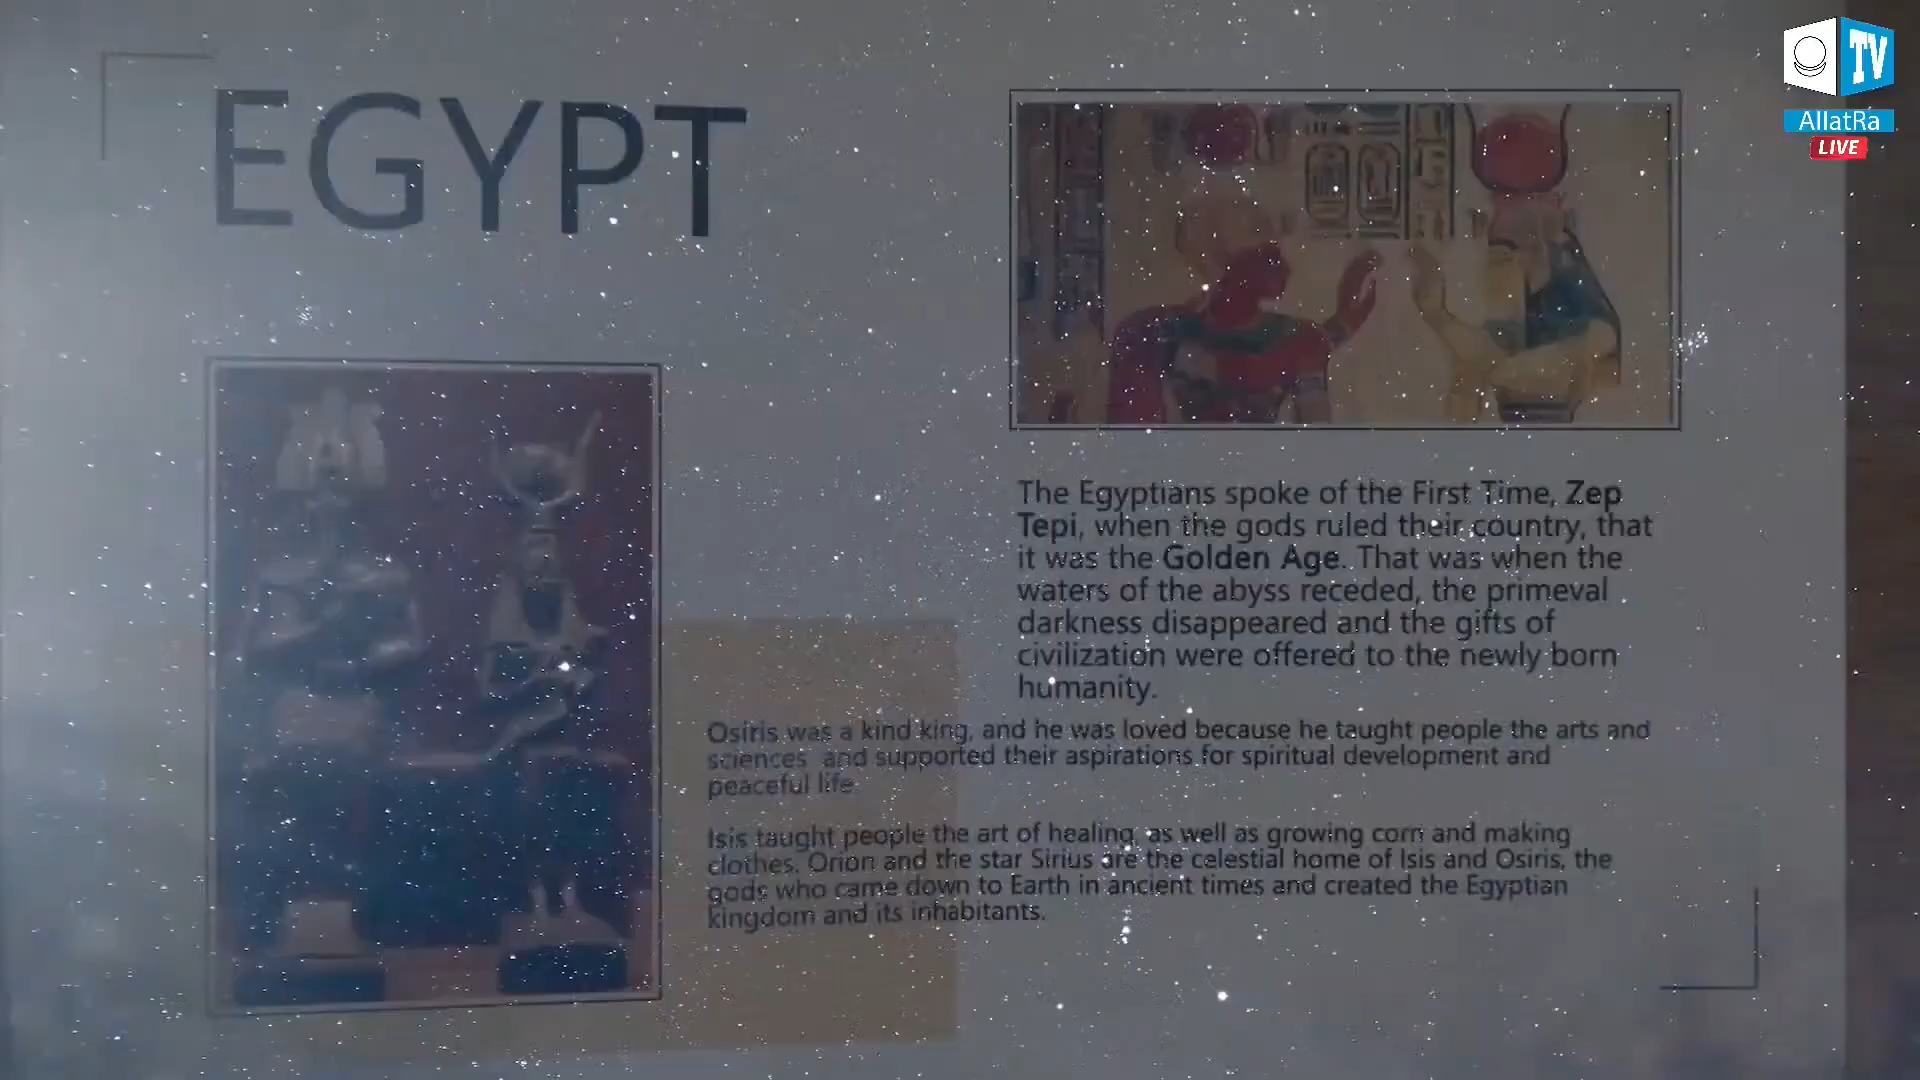 EGYPT
TV
AllatRa
LIVE
The Egyptians spoke of the First Time, Zep
Tepi, when the gods ruled their country, that
it was the Golden Age. That was when the
waters of the abyss receded, the primeval
darkness disappeared and the gifts of
civilization were offered to the newly born
humanity.
Osiris was a kind king, and he was loved because he taught people the arts and
sciences and supported their aspirations for spiritual development and
peaceful life
Isis taught people the art of healing, as well as growing corn and making
clothes. Orion and the star Sirius are the celestial home of Isis and Osiris, the
gods who came down to Earth in ancient times and created the Egyptian
kingdom and its inhabitants.